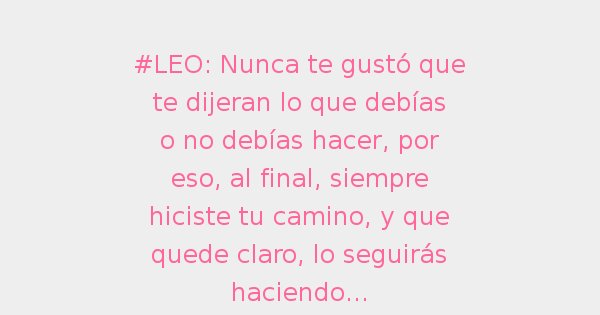 #LEO: Nunca te gustó que
te dijeran lo que debías
o no debías hacer, por
eso, al final, siempre
hiciste tu camino, y que
quede claro, lo seguirás
haciendo...